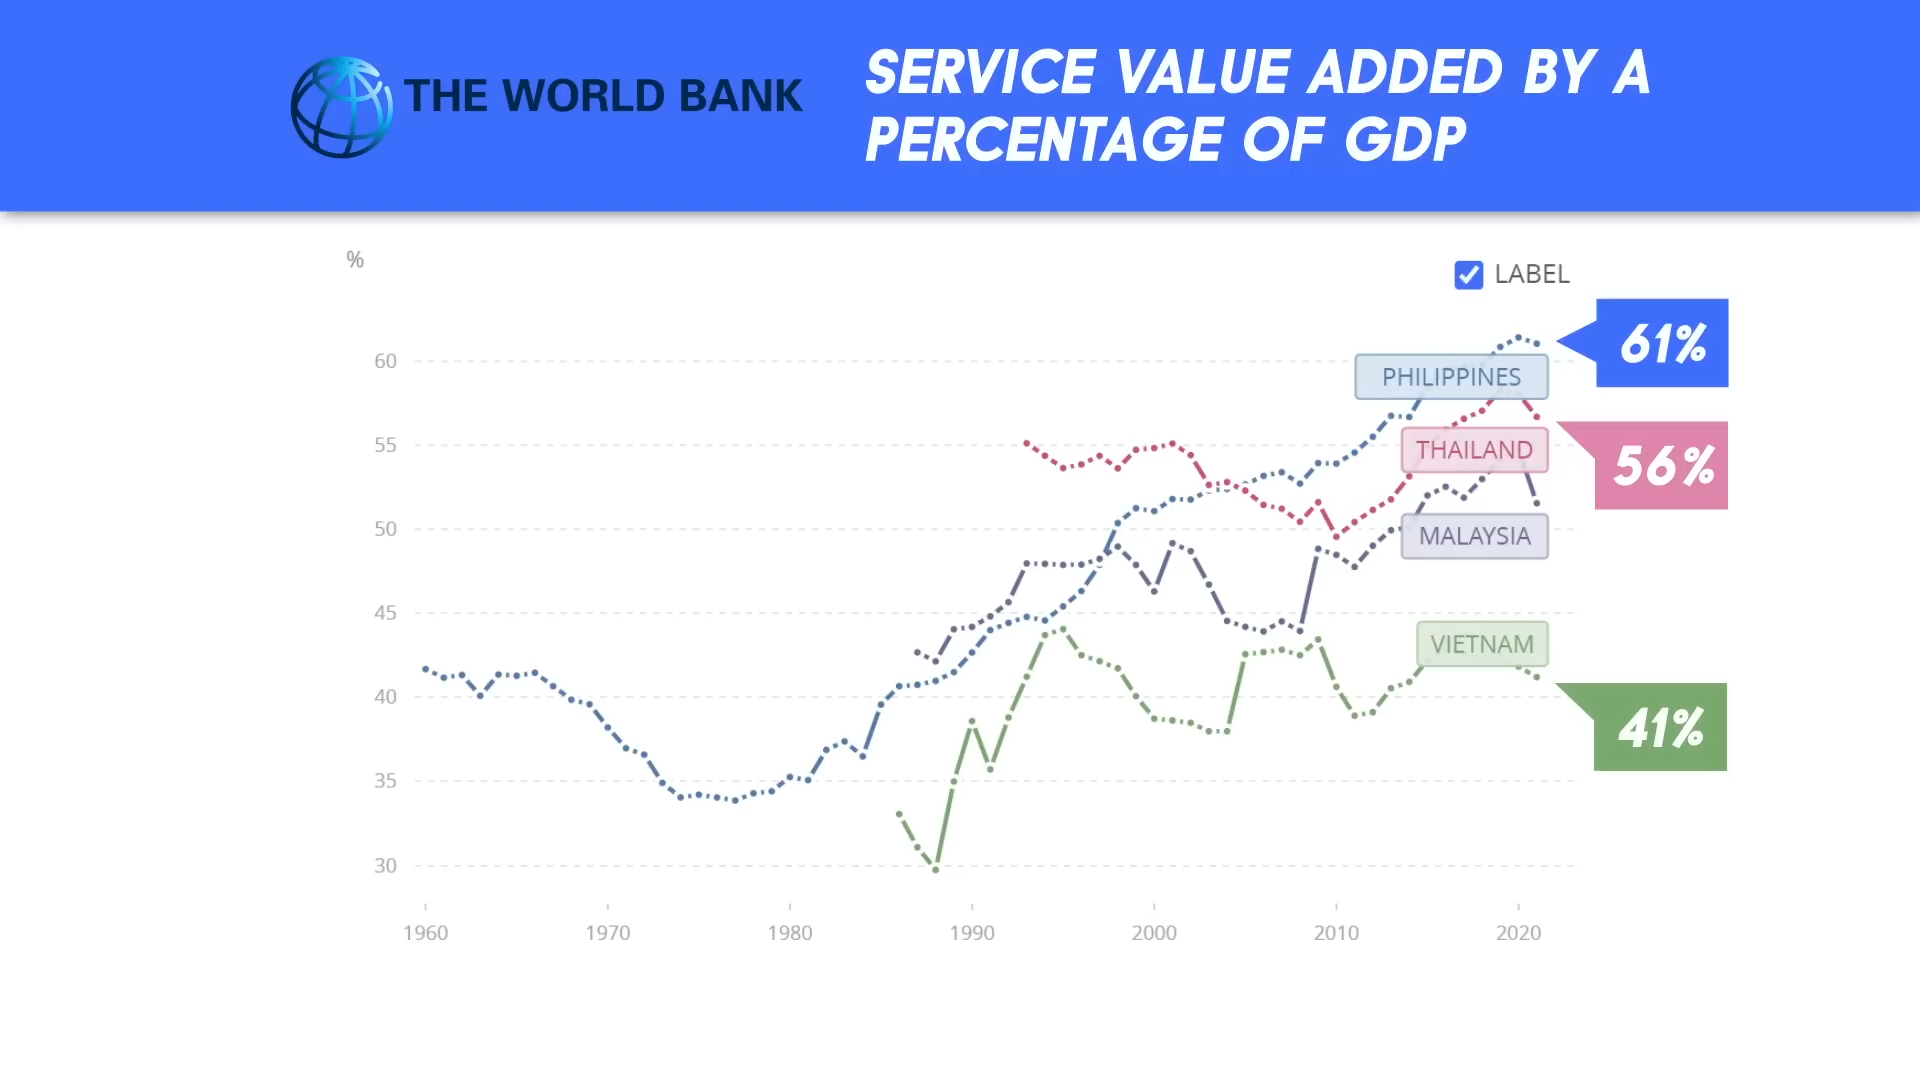 THE WORLD BANK
SERVICE VALUE ADDED BY A
PERCENTAGE OF GDP
%
LABEL
61%
60
PHILIPPINES
55
THAILAND
56%
50
MALAYSIA
45
VIETNAM
40
41%
35
30
1960 1970 1980 1990 2000 2010 2020